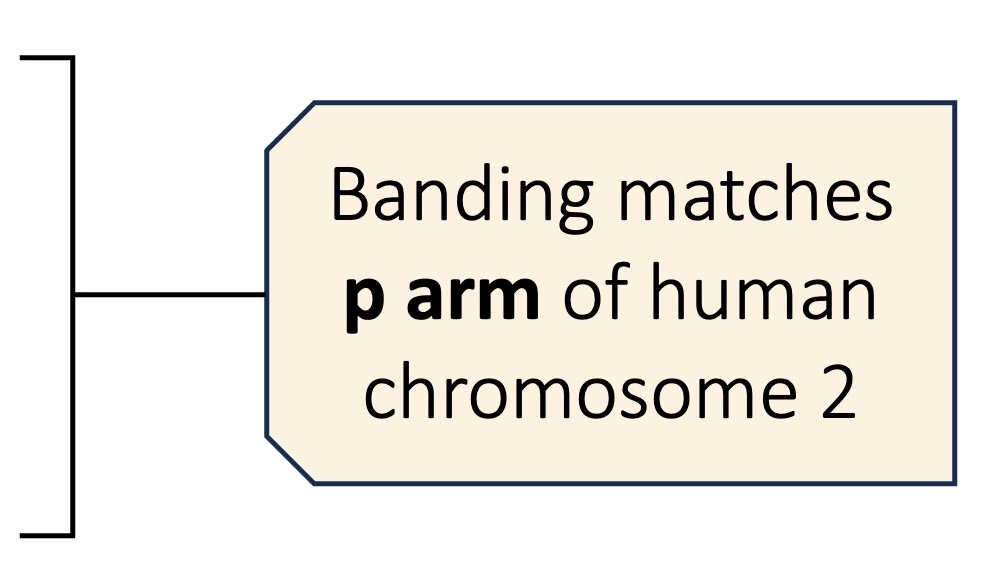 Banding matches
p arm of human
chromosome 2